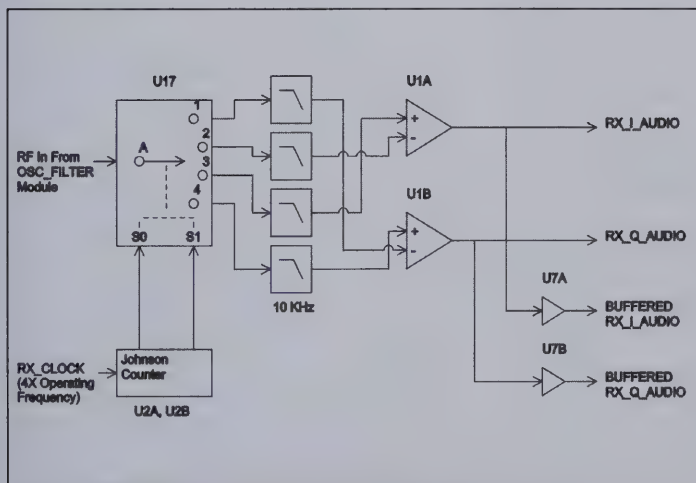 U17
U1A
1
2
3
4
A
RF In From
OSC_FILTER
Module
S0
S1
+
-
RX_I_AUDIO
U1B
+
-
RX_Q_AUDIO
10 KHz
U7A
BUFFERED
RX_I_AUDIO
U7B
BUFFERED
RX_Q_AUDIO
RX_CLOCK
(4X Operating
Frequency)
Johnson
Counter
U2A, U2B